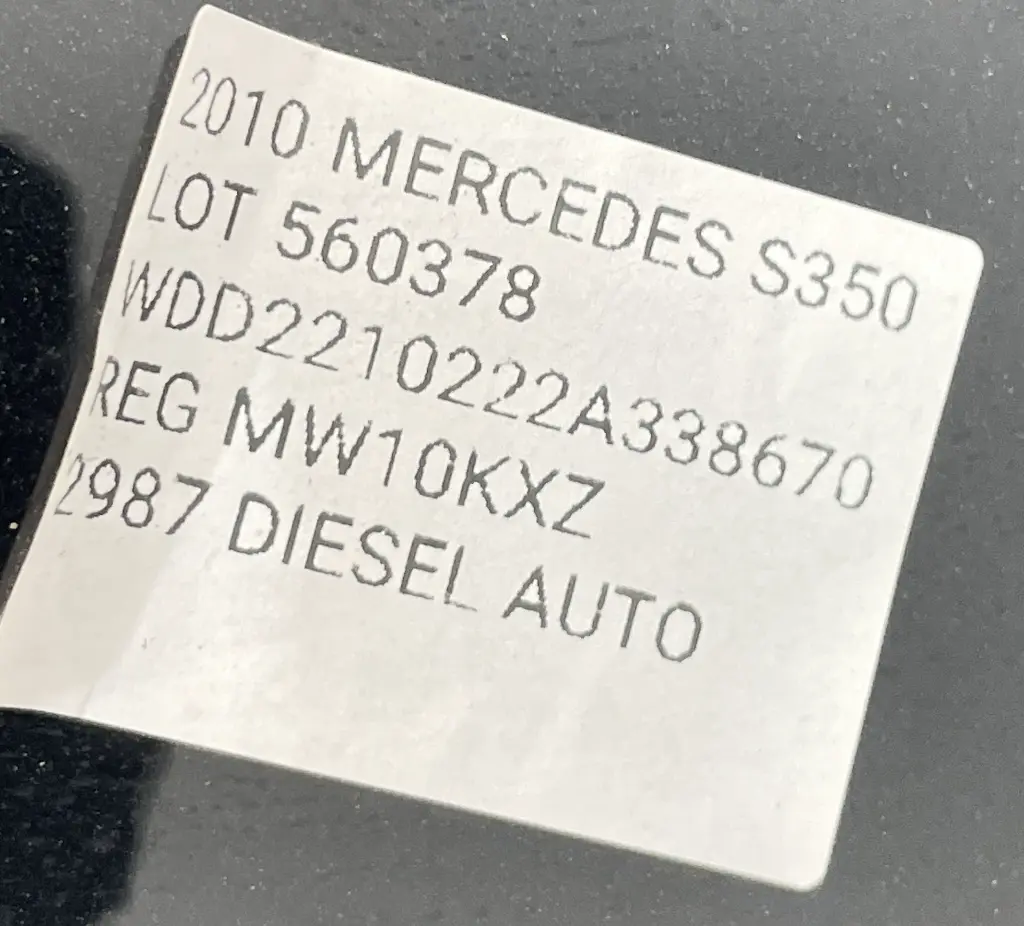 2010 MERCEDES S350
LOT 560378
WDD2210222A338670
REG MW10KXZ
2987 DIESEL AUTO